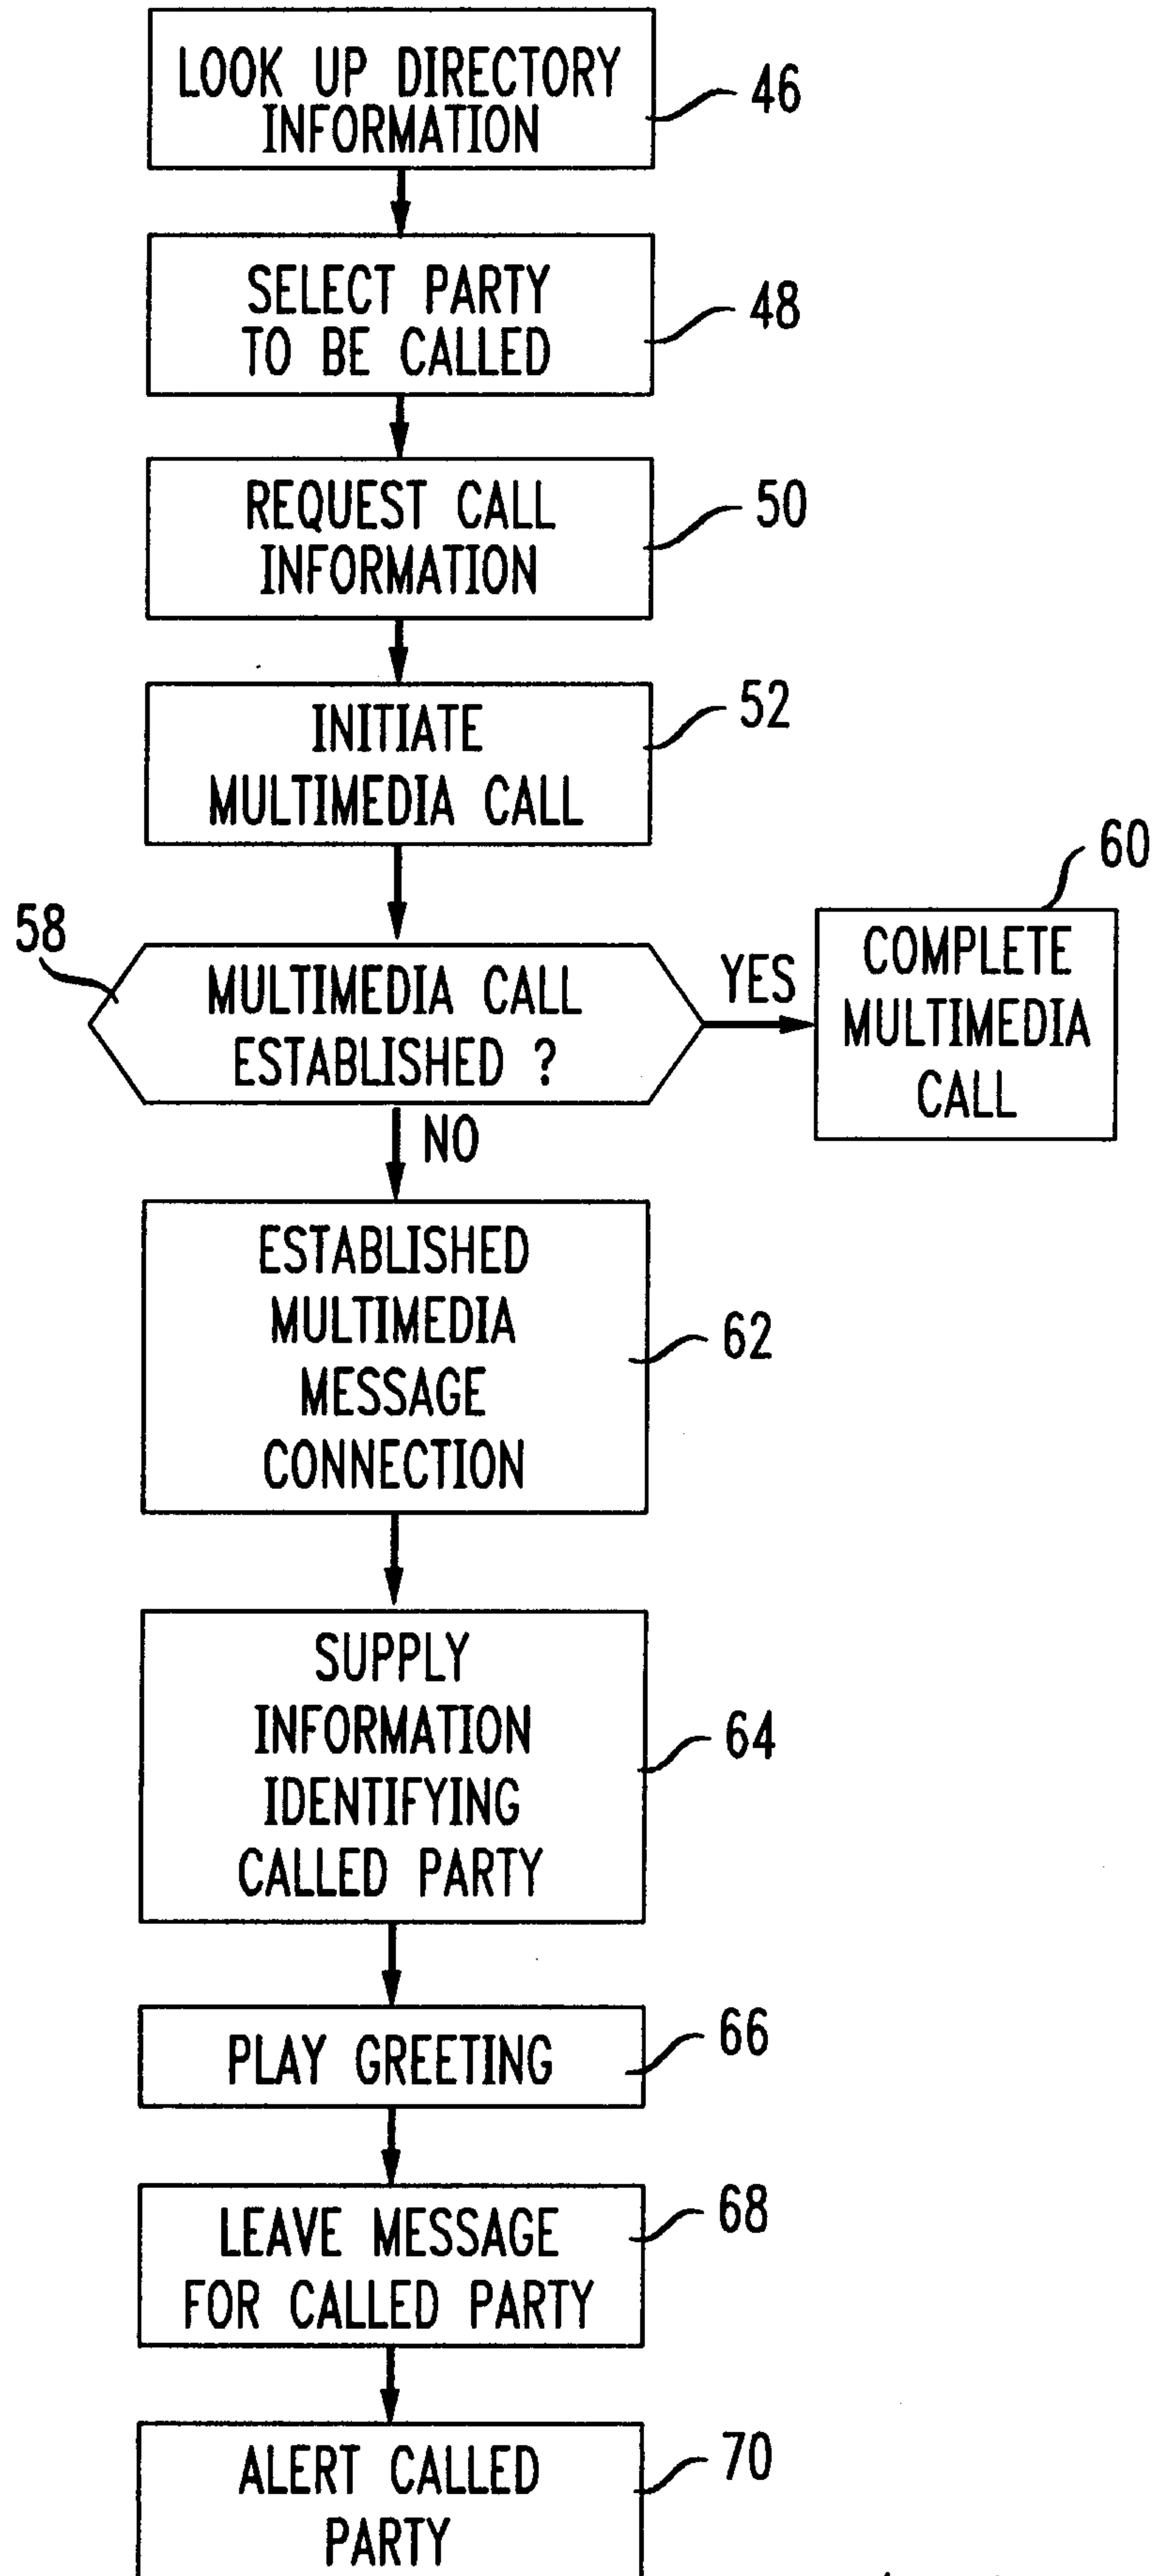 LOOK UP DIRECTORY
INFORMATION
46
SELECT PARTY
TO BE CALLED
48
REQUEST CALL
INFORMATION
50
INITIATE
MULTIMEDIA CALL
52
58
MULTIMEDIA CALL
ESTABLISHED ?
YES
60
COMPLETE
MULTIMEDIA
CALL
NO
ESTABLISHED
MULTIMEDIA
MESSAGE
CONNECTION
62
SUPPLY
INFORMATION
IDENTIFYING
CALLED PARTY
64
PLAY GREETING
66
LEAVE MESSAGE
FOR CALLED PARTY
68
ALERT CALLED
PARTY
70